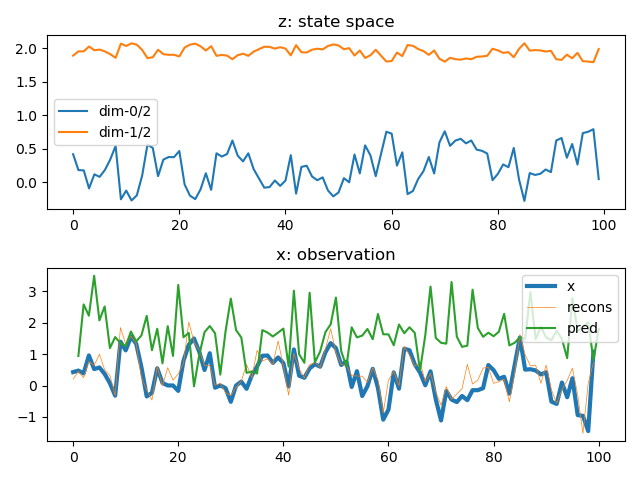 z: state space
2.0
1.5
1.0
0.5
0.0
dim-0/2
dim-1/2
0 20 40 60 80 100
x: observation
3
2
1
0
−1
x
recons
pred
0 20 40 60 80 100